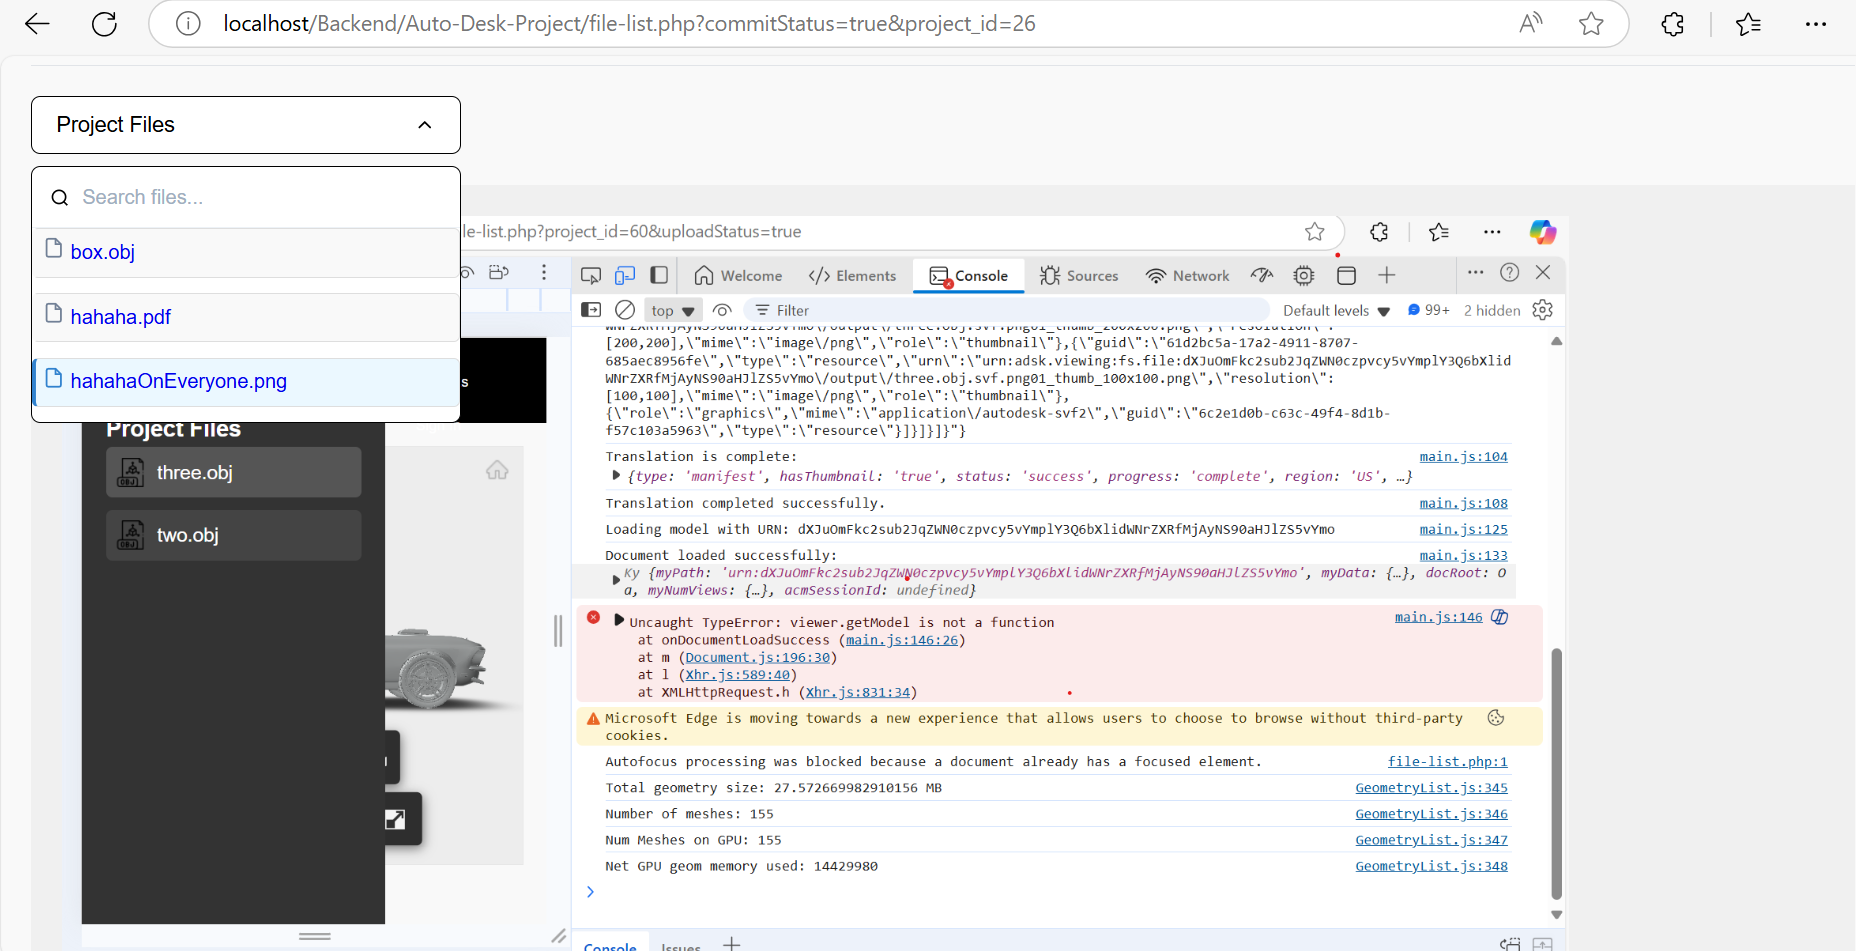 localhost/Backend/Auto-Desk-Project/file-list.php?commitStatus=true&project_id=26
Project Files
Search files...
box.obj
hahaha.pdf
hahahaOnEveryone.png
le-list.php?project_id=60&uploadStatus=true
Welcome
Elements
Console
Sources
Network
top
Filter
Default levels
99+
2 hidden
s
Project Files
three.obj
two.obj
[200,200],\"mime\":\"image\/png\",\"role\":\"thumbnail\"},{\"guid\":\"61d2bc5a-17a2-4911-8707-
685aec8956fe\",\"type\":\"resource\",\"urn\":\"urn:adsk.viewing:fs.file:dXJuOmFkc2sub2JqZWN0czpvcy5vYmplY3Q6bXlid
WNrZXRfMjAyNS90aHJlZS5vYmo\/output\/three.obj.svf.png01_thumb_100x100.png\",\"resolution\":
[100,100],\"mime\":\"image\/png\",\"role\":\"thumbnail\"},
{\"role\":\"graphics\",\"mime\":\"application\/autodesk-svf2\",\"guid\":\"6c2e1d0b-c63c-49f4-8d1b-
f57c103a5963\",\"type\":\"resource\"}]}]}]}"}
Translation is complete: main.js:104
{type: 'manifest', hasThumbnail: 'true', status: 'success', progress: 'complete', region: 'US', …}
Translation completed successfully. main.js:108
Loading model with URN: dXJuOmFkc2sub2JqZWN0czpvcy5vYmplY3Q6bXlidWNrZXRfMjAyNS90aHJlZS5vYmo main.js:125
Document loaded successfully: main.js:133
Ky {myPath: 'urn:dXJuOmFkc2sub2JqZWN0czpvcy5vYmplY3Q6bXlidWNrZXRfMjAyNS90aHJlZS5vYmo', myData: {…}, docRoot: O
a, myNumViews: {…}, acmSessionId: undefined}
Uncaught TypeError: viewer.getModel is not a function main.js:146
at onDocumentLoadSuccess (main.js:146:26)
at m (Document.js:196:30)
at l (Xhr.js:589:40)
at XMLHttpRequest.h (Xhr.js:831:34)
Microsoft Edge is moving towards a new experience that allows users to choose to browse without third-party
cookies.
Autofocus processing was blocked because a document already has a focused element. file-list.php:1
Total geometry size: 27.572669982910156 MB GeometryList.js:345
Number of meshes: 155 GeometryList.js:346
Num Meshes on GPU: 155 GeometryList.js:347
Net GPU geom memory used: 14429980 GeometryList.js:348
Console
Issues